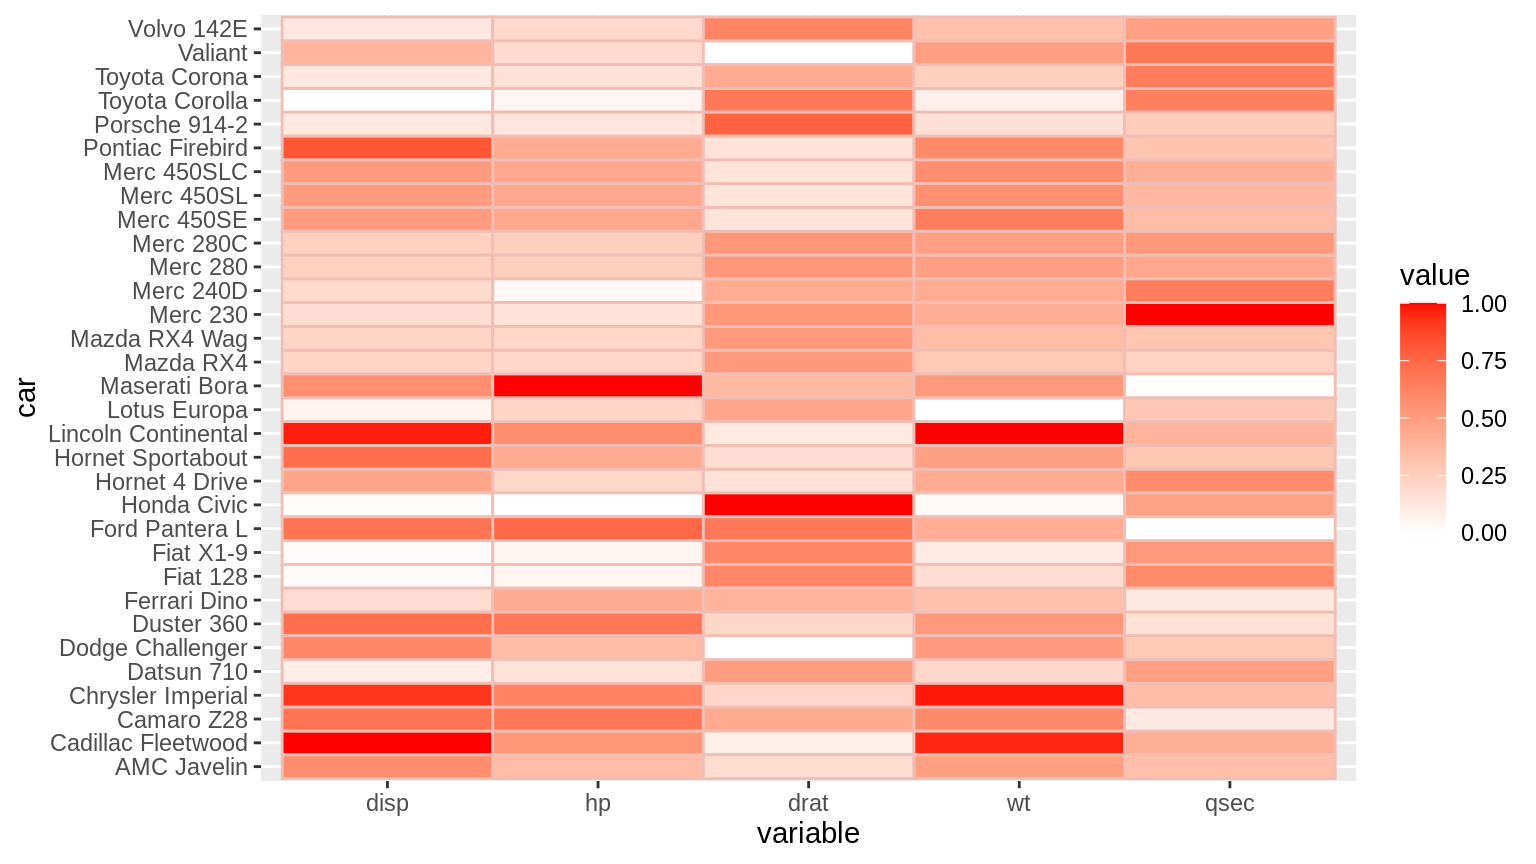 Volvo 142E
Valiant
Toyota Corona
Toyota Corolla
Porsche 914-2
Pontiac Firebird
Merc 450SLC
Merc 450SL
Merc 450SE
Merc 280C
Merc 280
Merc 240D
Merc 230
Mazda RX4 Wag
Mazda RX4
Maserati Bora
Lotus Europa
Lincoln Continental
Hornet Sportabout
Hornet 4 Drive
Honda Civic
Ford Pantera L
Fiat X1-9
Fiat 128
Ferrari Dino
Duster 360
Dodge Challenger
Datsun 710
Chrysler Imperial
Camaro Z28
Cadillac Fleetwood
AMC Javelin
car
disp hp drat wt qsec
variable
value
1.00
0.75
0.50
0.25
0.00